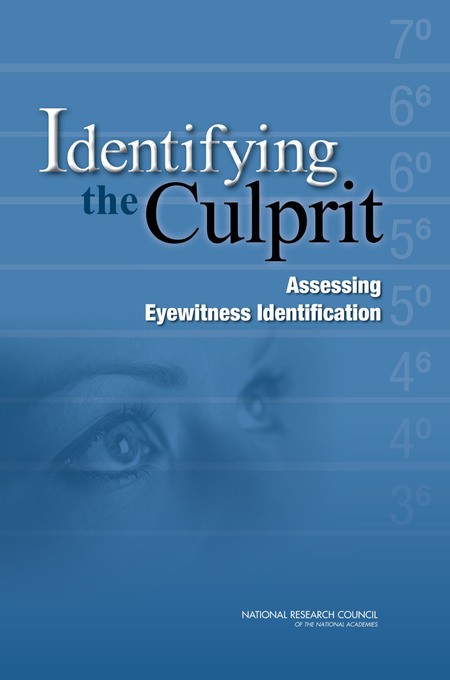 7⁰
6⁶
Identifying
6⁰
the Culprit
5⁶
Assessing
Eyewitness Identification
5⁰
4⁶
4⁰
3⁶
NATIONAL RESEARCH COUNCIL
OF THE NATIONAL ACADEMIES